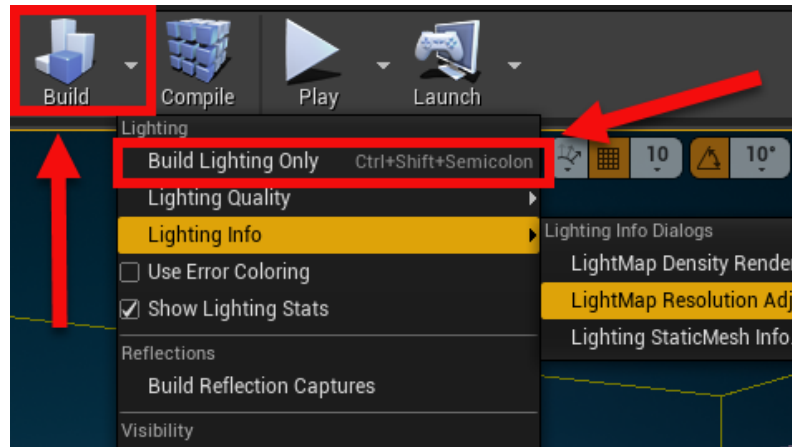 Build Compile Play Launch
Lighting
Build Lighting Only Ctrl+Shift+Semicolon
10 10°
Lighting Quality
Lighting Info
Lighting Info Dialogs
Use Error Coloring
LightMap Density Rende
Show Lighting Stats
LightMap Resolution Adj
Lighting StaticMesh Info.
Reflections
Build Reflection Captures
Visibility